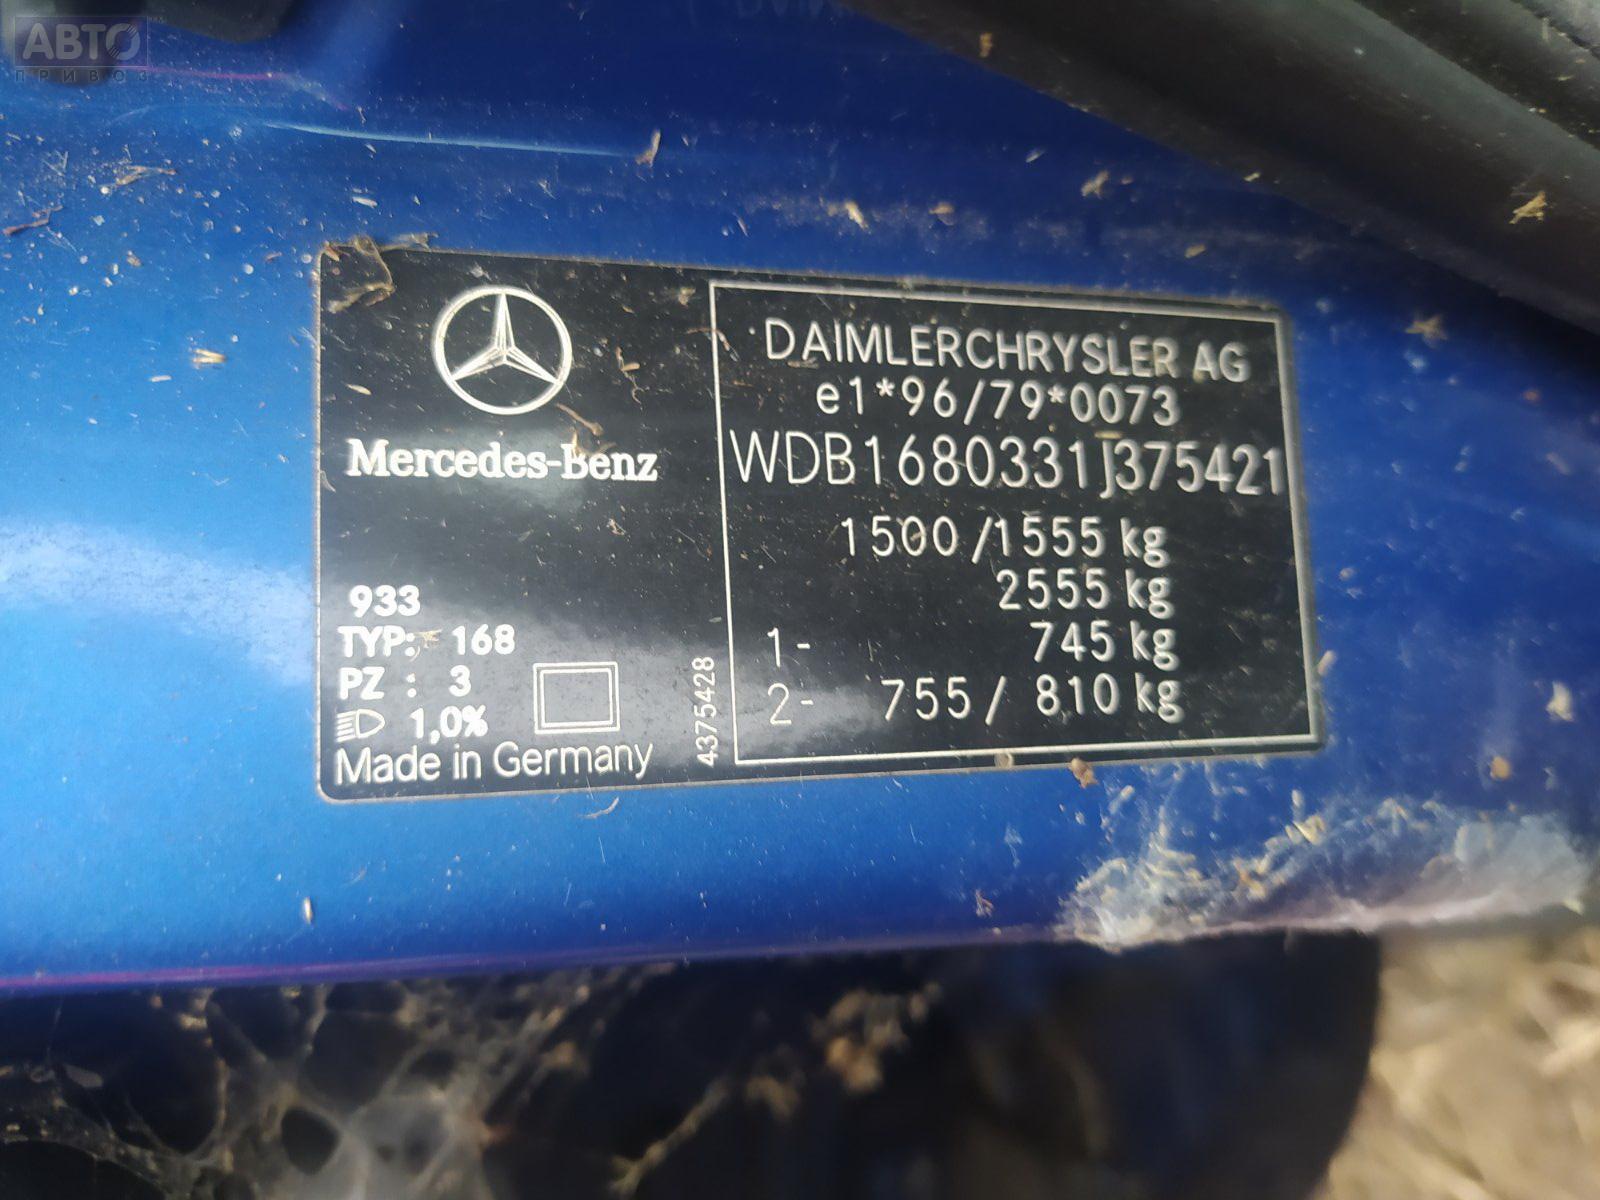 АВТО
ПРИВОЗ
Mercedes-Benz
933
TYP: 168
PZ : 3
1,0%
Made in Germany
4375428
DAIMLERCHRYSLER AG
e1*96/79*0073
WDB1680331J375421
1500/1555 kg
2555 kg
1- 745 kg
2- 755/ 810 kg